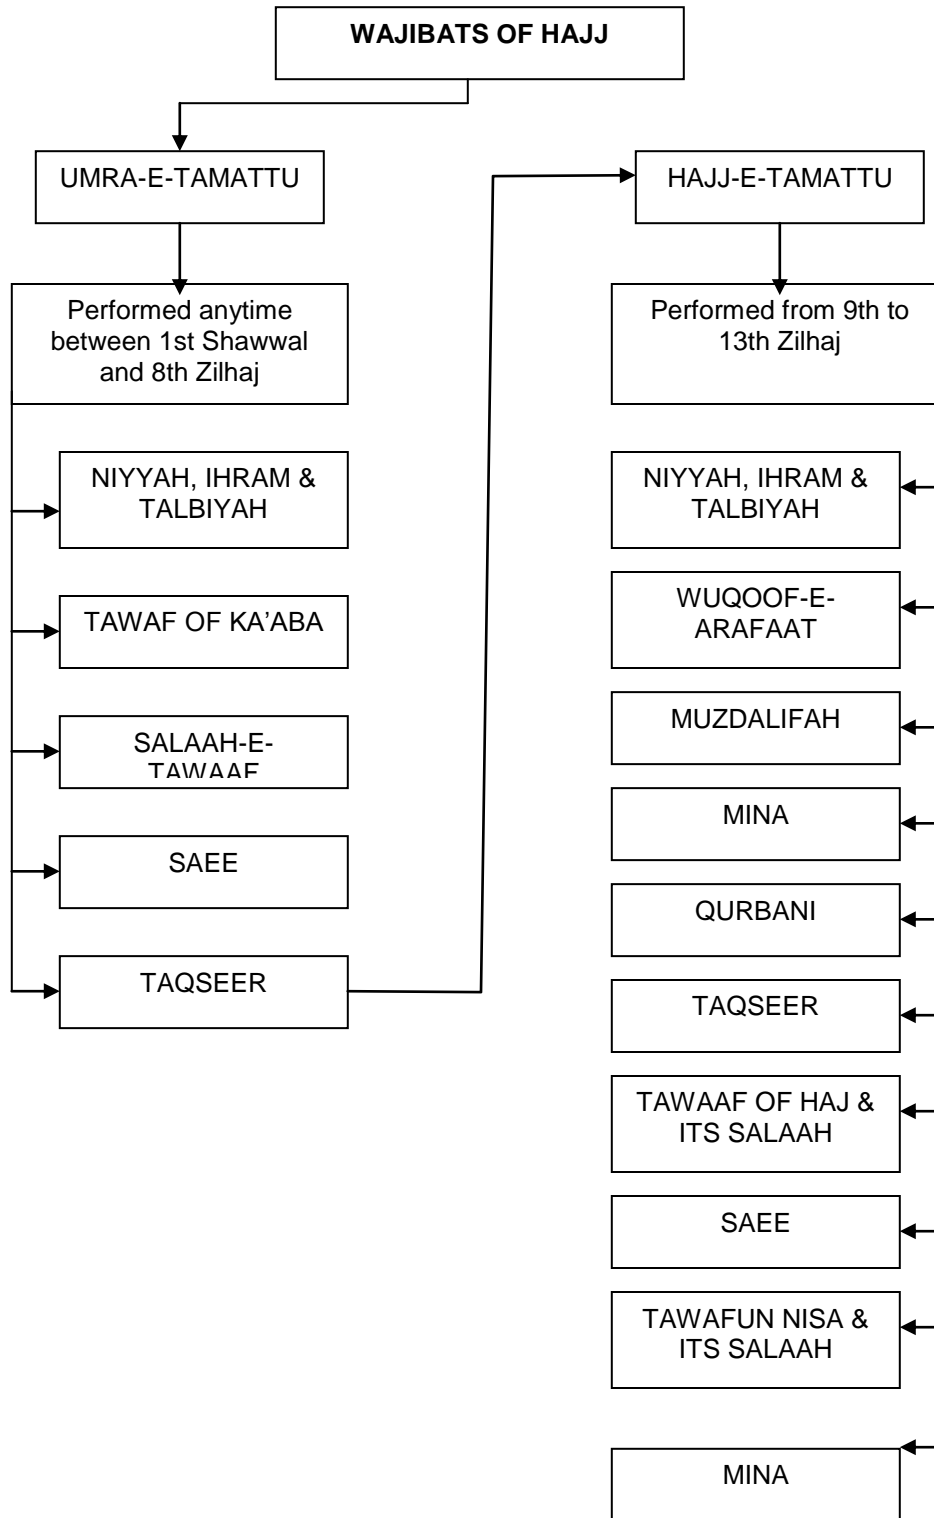 WAJIBATS OF HAJJ
UMRA-E-TAMATTU
Performed anytime
between 1st Shawwal
and 8th Zilhaj
NIYYAH, IHRAM &
TALBIYAH
TAWAF OF KA’ABA
SALAAH-E-
TAWAAF
SAEE
TAQSEER
HAJJ-E-TAMATTU
Performed from 9th to
13th Zilhaj
NIYYAH, IHRAM &
TALBIYAH
WUQOOF-E-
ARAFAAT
MUZDALIFAH
MINA
QURBANI
TAQSEER
TAWAAF OF HAJ &
ITS SALAAH
SAEE
TAWAFUN NISA &
ITS SALAAH
MINA